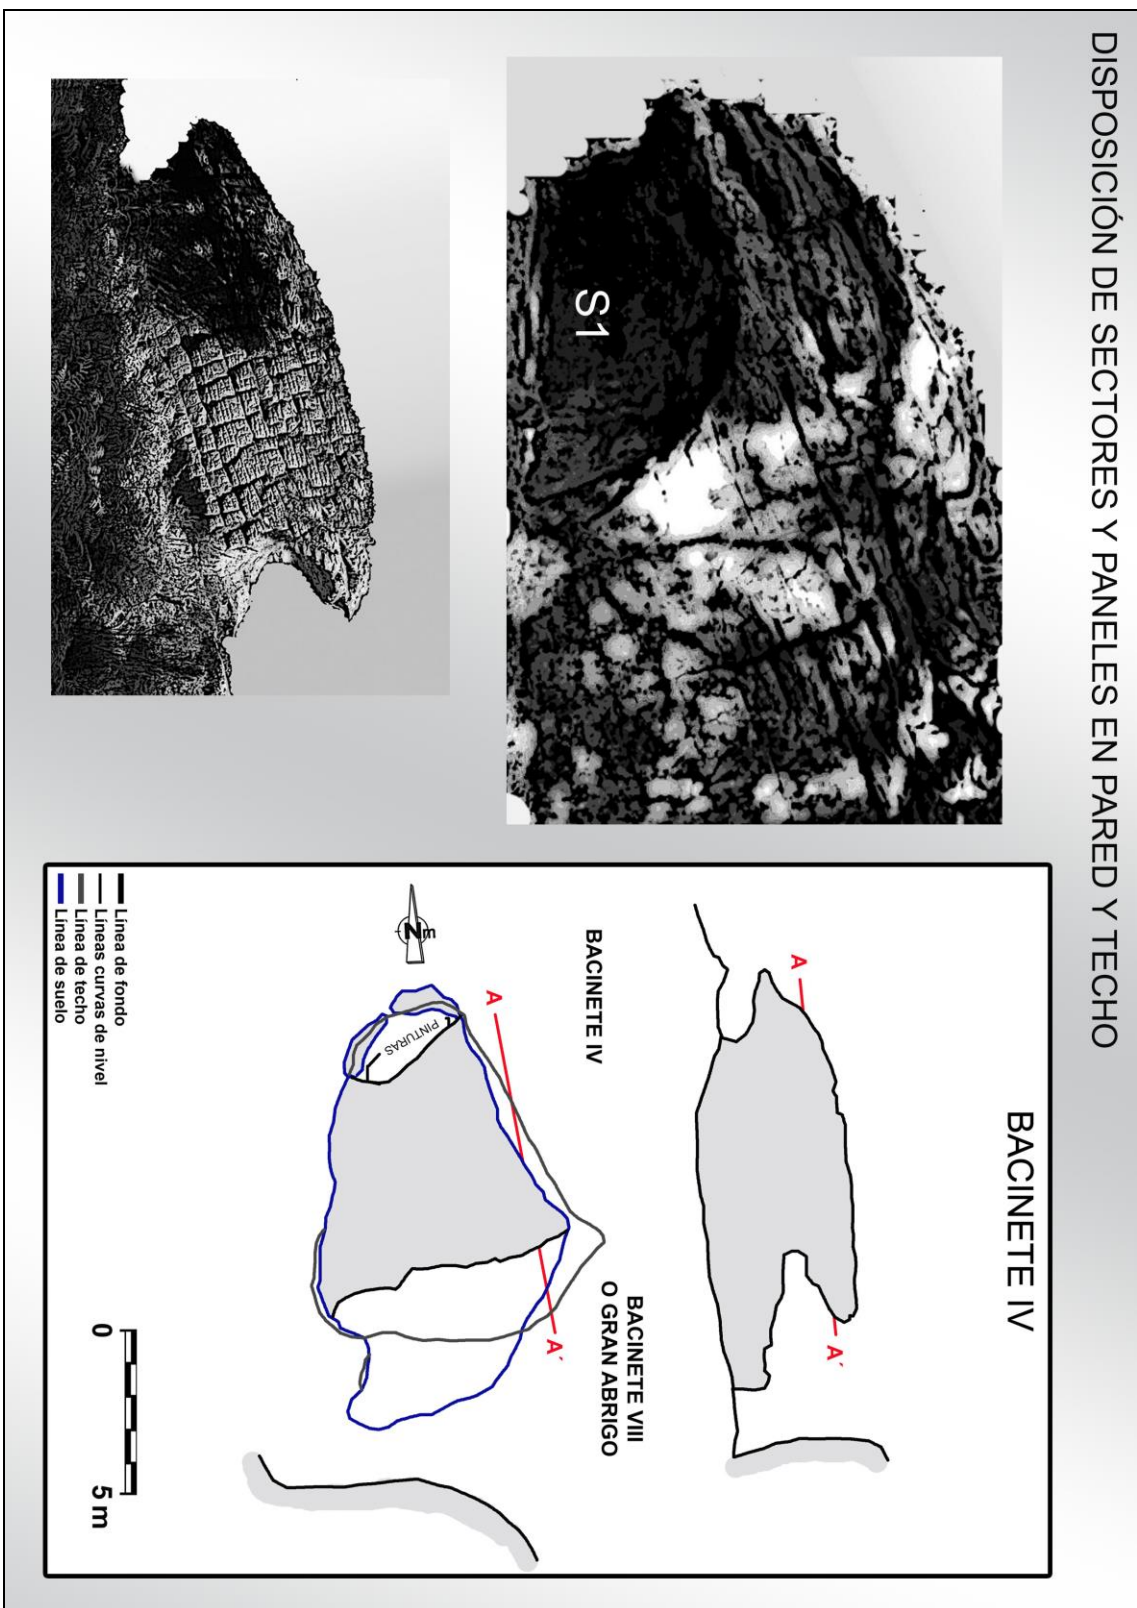 DISPOSICIÓN DE SECTORES Y PANELES EN PARED Y TECHO
S1
BACINETE IV
A
A´
BACINETE IV
A
A´
BACINETE VIII
O GRAN ABRIGO
PINTURAS
Nm
0
5 m
Línea de fondo
Líneas curvas de nivel
Línea de techo
Línea de suelo